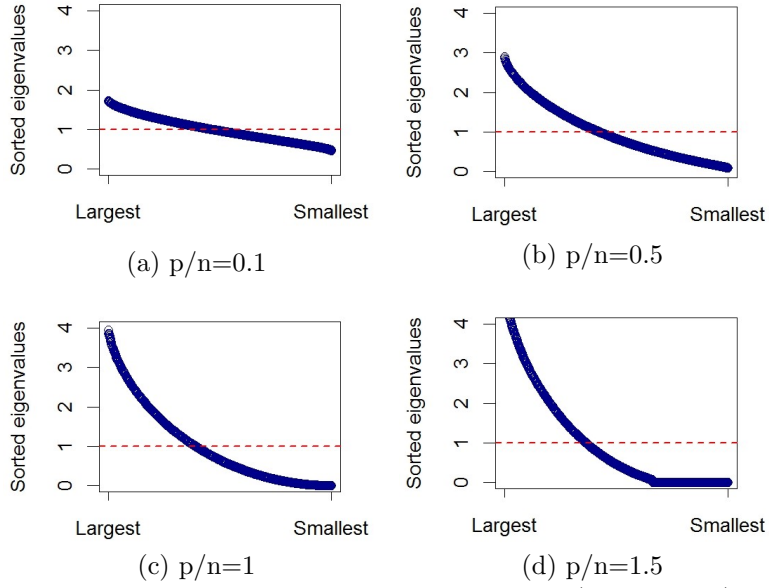 Sorted eigenvalues
4
3
2
1
0
Largest Smallest
(a) p/n=0.1
Sorted eigenvalues
4
3
2
1
0
Largest Smallest
(b) p/n=0.5
Sorted eigenvalues
4
3
2
1
0
Largest Smallest
(c) p/n=1
Sorted eigenvalues
4
3
2
1
0
Largest Smallest
(d) p/n=1.5